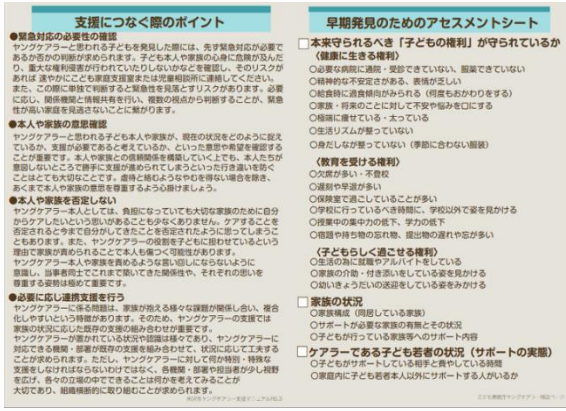 支援につなぐ際のポイント
●緊急対応の必要性の確認
ヤングケアラーと思われる子どもを発見した際には、先ず緊急対応が必要で
あるか否かの判断が求められます。子ども本人や家族の心身に危険が及んだ
り、重大な権利侵害が行われていたりしないかなどを確認し、そのリスクが
あれば 速やかにこども家庭支援室または児童相談所に連絡してください。
また、この際に単独で判断すると緊急性を見落とすリスクがあります。必要
に応じ、関係機関と情報共有を行い、複数の視点から判断することが、緊急
性が高い家庭を見逃さないことに繋がります。
●本人や家族の意思確認
ヤングケアラーと思われる子ども本人や家族が、現在の状況をどのように捉え
ているか、支援が必要であると考えているか、といった意思や希望を確認する
ことが重要です。本人や家族との信頼関係を構築していく上でも、本人たちが
意図しないところで勝手に支援が進められてしまうといった行き違いを防ぐ
ことはとても大切です。虐待と絡むようなやむを得ない場合を除き、
あくまで本人や家族の意思を尊重するよう心掛けましょう。
●本人や家族を否定しない
ヤングケアラー本人としては、負担になっていても大切な家族のために自分
からケアしたいという思いがあることも少なくありません。ケアすることを
否定されると今まで自分がしてきたことを否定されたように思ってしまうこ
ともあります。また、ヤングケアラーの役割を子どもに担わせているという
理由で家族が責められることで本人も傷つく可能性があります。
ヤングケアラー本人や家族を責めるような言い回しにならないように
意識し、当事者同士でこれまで築いてきた関係性や、それぞれの思いを
尊重する姿勢が極めて重要です。
●必要に応じ連携支援を行う
ヤングケアラーに係る問題は、家族が抱える様々な課題が関係し合い、複合
化しやすいという特徴があります。そのため、ヤングケアラーの支援では
家族の状況に応じた既存の支援の組み合わせが重要です。
ヤングケアラーが置かれている状況や認識は様々であり、ヤングケアラーに
対応できる機関・部署が既存の支援を組み合わせて、状況に応じて工夫する
ことが求められます。ただし、ヤングケアラーに対して何か特別・特殊な
支援をしなければならないわけではなく、各機関・部署や担当者が少し視野
を広げ、各々の立場の中でできることは何かを考えてみることが
大切であり、組織横断的に取り組むことが求められます。
早期発見のためのアセスメントシート
□本来守られるべき「子どもの権利」が守られているか
〈健康に生きる権利〉
○必要な病院に通院・受診できていない、服薬できていない
○精神的な不安定さがある、表情が乏しい
○給食時に過食傾向がみられる（何度もおかわりをする）
○家族・将来のことに対して不安や悩みを口にする
○極端に痩せている・太っている
○生活リズムが整っていない
○身だしなみが整っていない（季節に合わない服装）
〈教育を受ける権利〉
○欠席が多い・不登校
○遅刻や早退が多い
○保健室で過ごしていることが多い
○学校に行っているべき時間に、学校以外で姿を見かける
○授業中の集中力の低下、学力の低下
○宿題や持ち物の忘れ物、提出物の遅れや忘が多い
〈子どもらしく過ごせる権利〉
○生活の為に就職やアルバイトをしている
○家族の介助・付き添いをしている姿を見かける
○幼いきょうだいの送迎をしている姿をみかける
□家族の状況
○家族構成（同居している家族）
○サポートが必要な家族の有無とその状況
○子どもが行っている家族等へのサポート内容
□ケアラーである子ども若者の状況（サポートの実態）
○子どもがサポートしている相手と費やしている時間
○家庭内に子ども若者本人以外にサポートする人がいるか